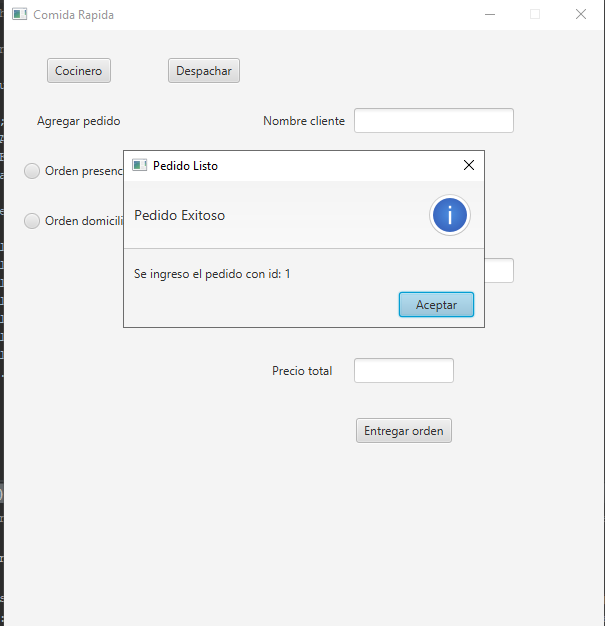 Comida Rapida
Cocinero
Despachar
Agregar pedido
Nombre cliente
Pedido Listo
Orden presenc
Pedido Exitoso
Orden domicili
Se ingreso el pedido con id: 1
Aceptar
Precio total
Entregar orden